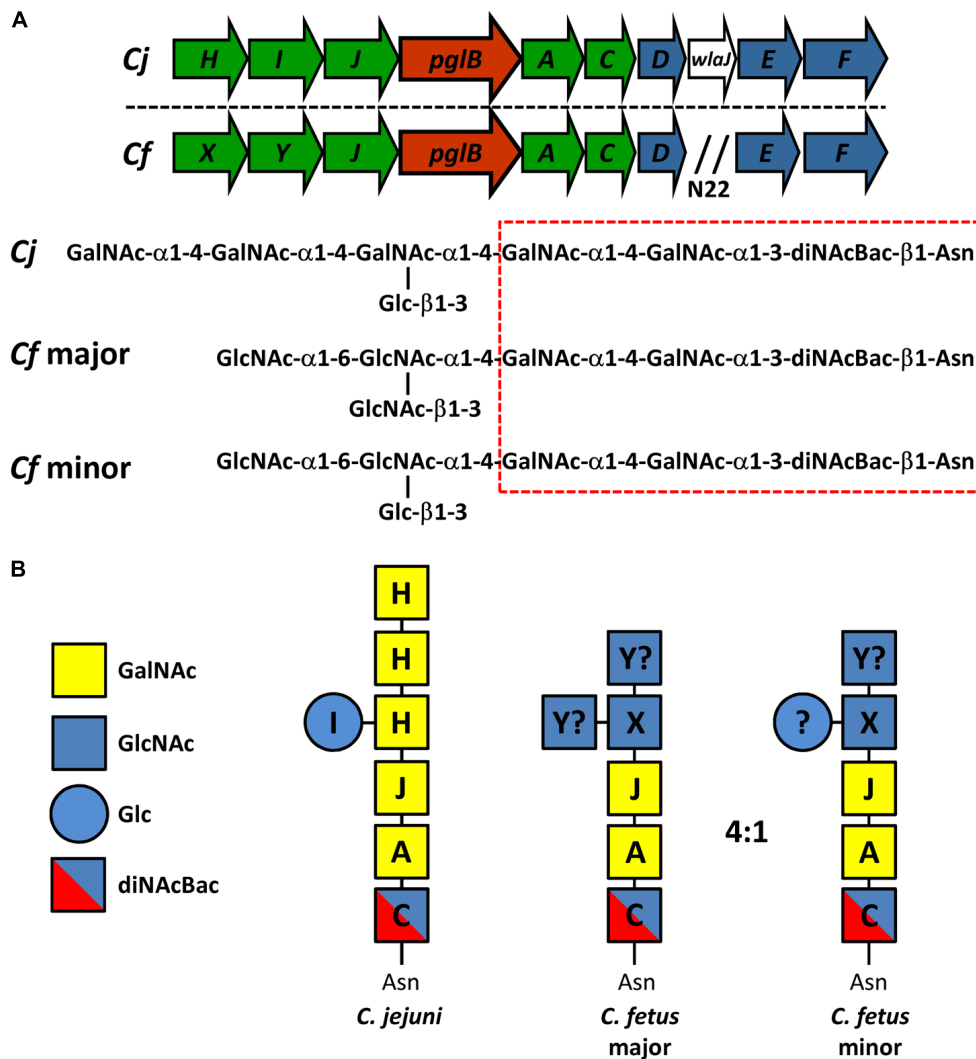 A
Cj H I J pglB A C D wlaJ E F
Cf X Y J pglB A C D // E F
N22
Cj GalNAc-α1-4-GalNAc-α1-4-GalNAc-α1-4-GalNAc-α1-4-GalNAc-α1-3-diNAcBac-β1-Asn
Glc-β1-3
Cf major GlcNAc-α1-6-GlcNAc-α1-4-GalNAc-α1-4-GalNAc-α1-3-diNAcBac-β1-Asn
GlcNAc-β1-3
Cf minor GlcNAc-α1-6-GlcNAc-α1-4-GalNAc-α1-4-GalNAc-α1-3-diNAcBac-β1-Asn
Glc-β1-3
B
GalNAc
GlcNAc
Glc
diNAcBac
H
H
I H
J
A
C
Asn
C. jejuni
Y?
Y? X
J
A
C
Asn
C. fetus
major
4:1
Y?
? X
J
A
C
Asn
C. fetus
minor